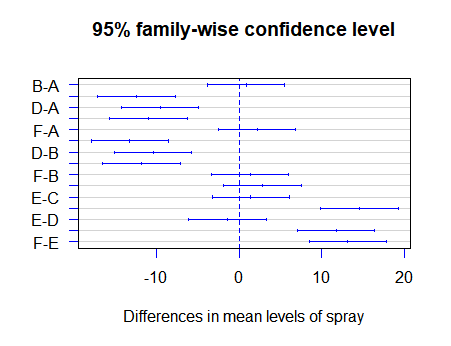 95% family-wise confidence level
B-A
D-A
F-A
D-B
F-B
E-C
E-D
F-E
-10 0 10 20
Differences in mean levels of spray